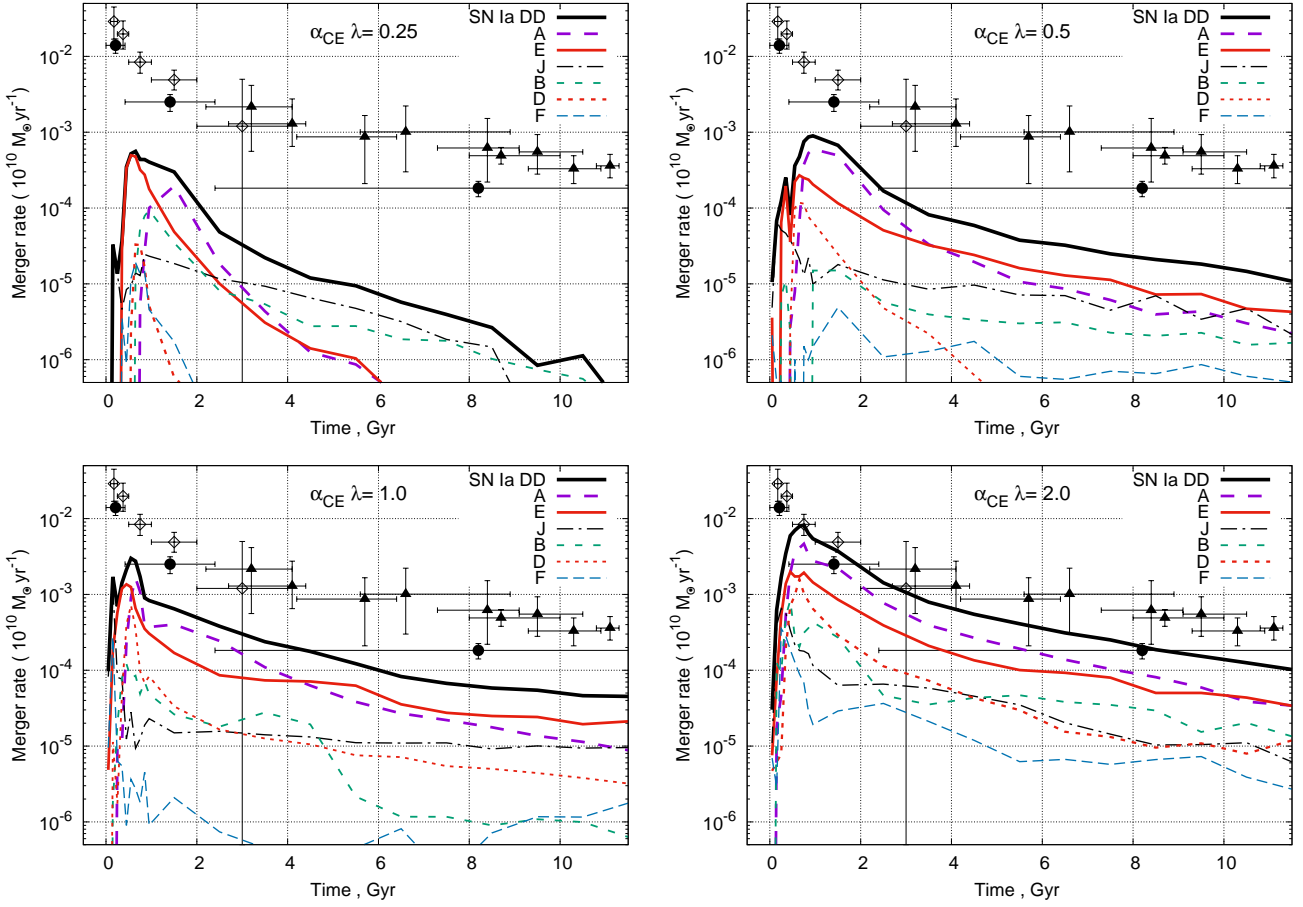 SN Ia DD
A
E
J
B
D
F
α_CE λ= 0.25
10^-2
10^-3
10^-4
10^-5
10^-6
Merger rate ( 10^10 M_⊙ yr^-1)
0 2 4 6 8 10
Time , Gyr
SN Ia DD
A
E
J
B
D
F
α_CE λ= 0.5
10^-2
10^-3
10^-4
10^-5
10^-6
Merger rate ( 10^10 M_⊙ yr^-1)
0 2 4 6 8 10
Time , Gyr
SN Ia DD
A
E
J
B
D
F
α_CE λ= 1.0
10^-2
10^-3
10^-4
10^-5
10^-6
Merger rate ( 10^10 M_⊙ yr^-1)
0 2 4 6 8 10
Time , Gyr
SN Ia DD
A
E
J
B
D
F
α_CE λ= 2.0
10^-2
10^-3
10^-4
10^-5
10^-6
Merger rate ( 10^10 M_⊙ yr^-1)
0 2 4 6 8 10
Time , Gyr